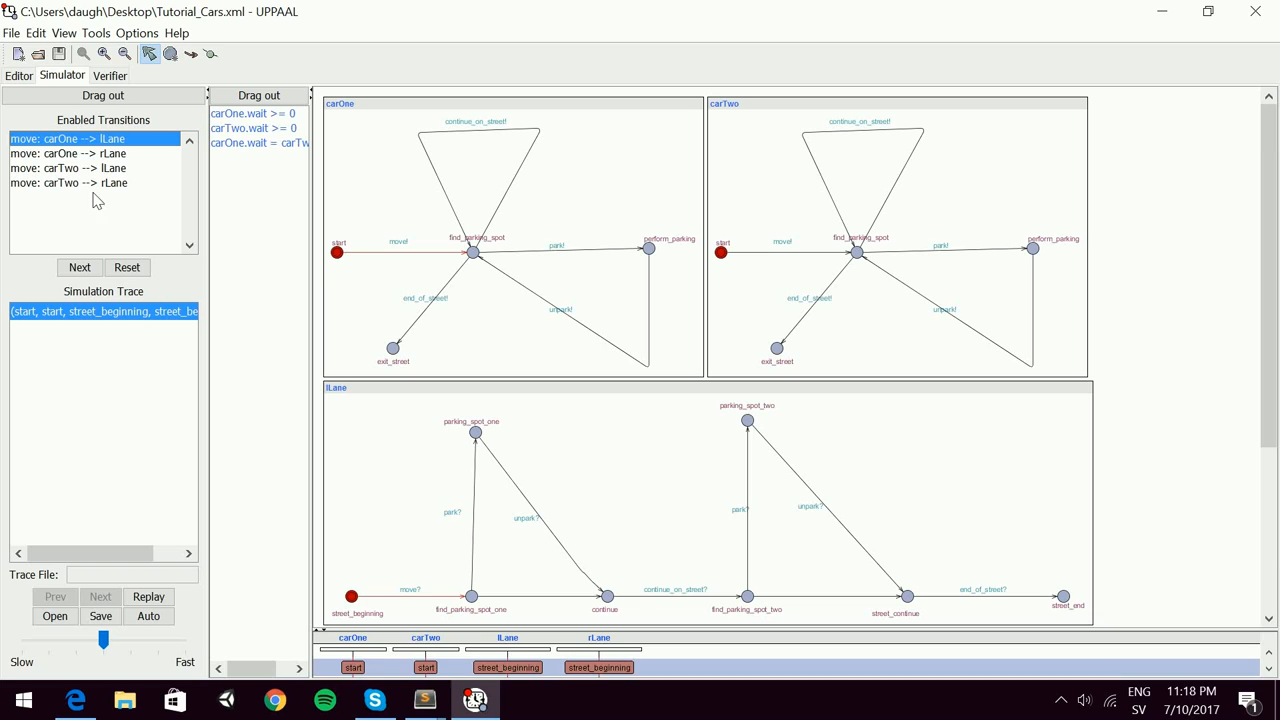 C:\Users\daugh\Desktop\Tutorial_Cars.xml - UPPAAL
File Edit View Tools Options Help
Editor Simulator Verifier
Drag out
Enabled Transitions
move: carOne --> lLane
move: carOne --> rLane
move: carTwo --> lLane
move: carTwo --> rLane
Next Reset
Simulation Trace
(start, start, street_beginning, street_be
Trace File:
Prev Next Replay
Open Save Auto
Slow Fast
Drag out
carOne.wait >= 0
carTwo.wait >= 0
carOne.wait = carTw
carOne
continue_on_street!
start
move!
find_parking_spot
park!
perform_parking
end_of_street!
unpark!
exit_street
carTwo
continue_on_street!
start
move!
find_parking_spot
park!
perform_parking
end_of_street!
unpark!
exit_street
lLane
parking_spot_one
parking_spot_two
park?
unpark?
park?
unpark?
move?
continue_on_street?
end_of_street?
street_beginning
find_parking_spot_one
continue
find_parking_spot_two
street_continue
street_end
carOne carTwo lLane rLane
start start street_beginning street_beginning
ENG
SV
11:18 PM
7/10/2017
1